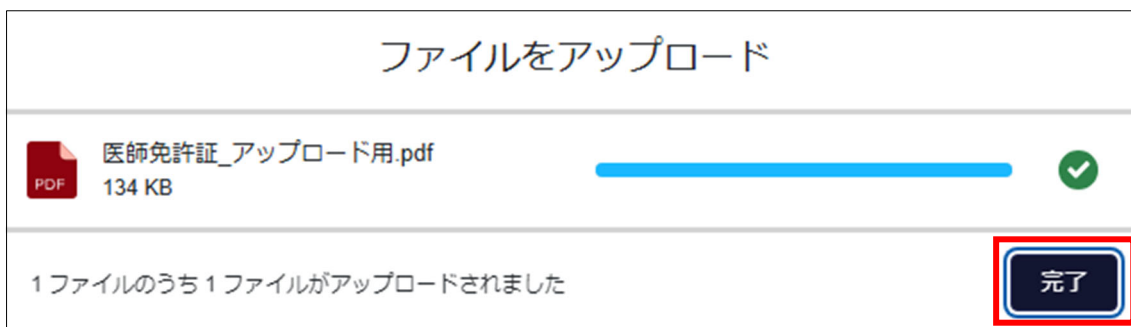 ファイルをアップロード
医師免許証_アップロード用.pdf
PDF
134 KB
1 ファイルのうち 1 ファイルがアップロードされました
完了